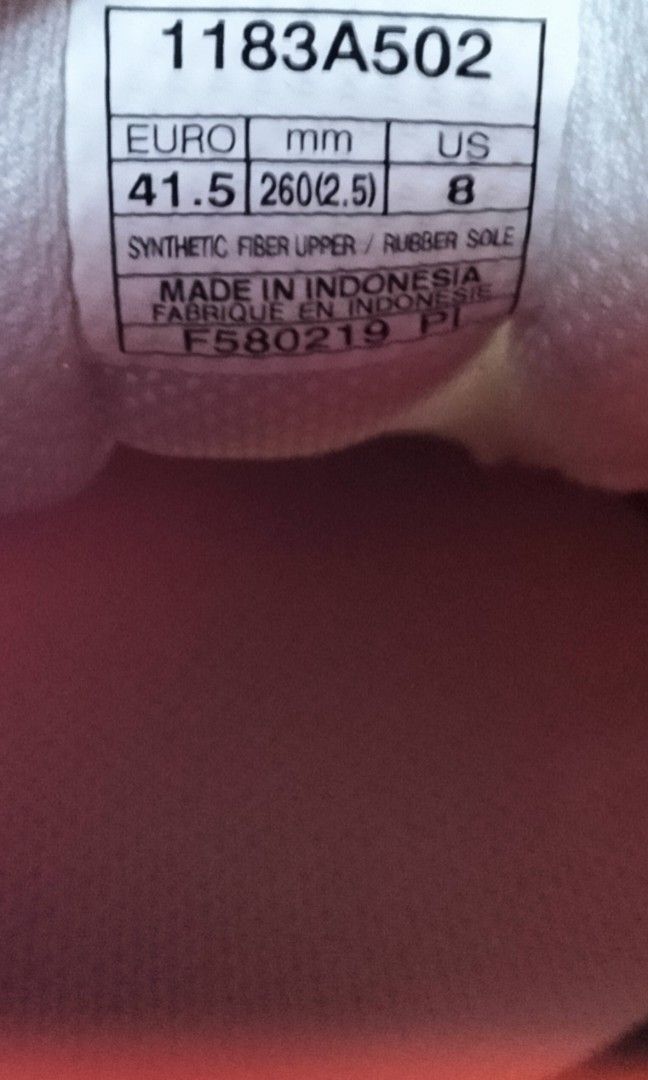 1183A502
EURO mm US
41.5 260(2.5) 8
SYNTHETIC FIBER UPPER / RUBBER SOLE
MADE IN INDONESIA
FABRIQUE EN INDONESIE
F580219 PI